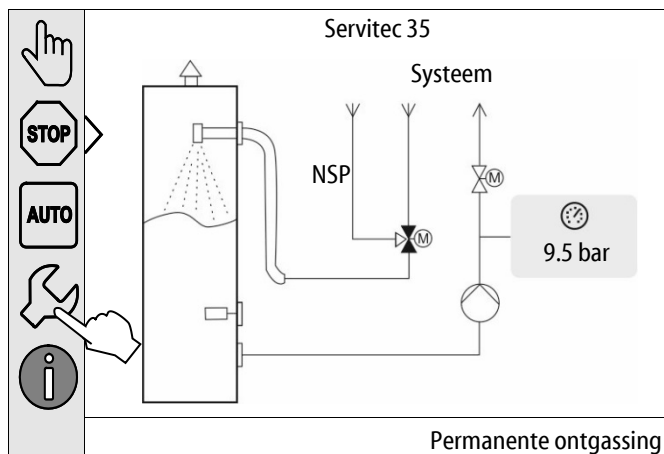 Servitec 35
Systeem
STOP
NSP
M
AUTO
M
9.5 bar
i
Permanente ontgassing